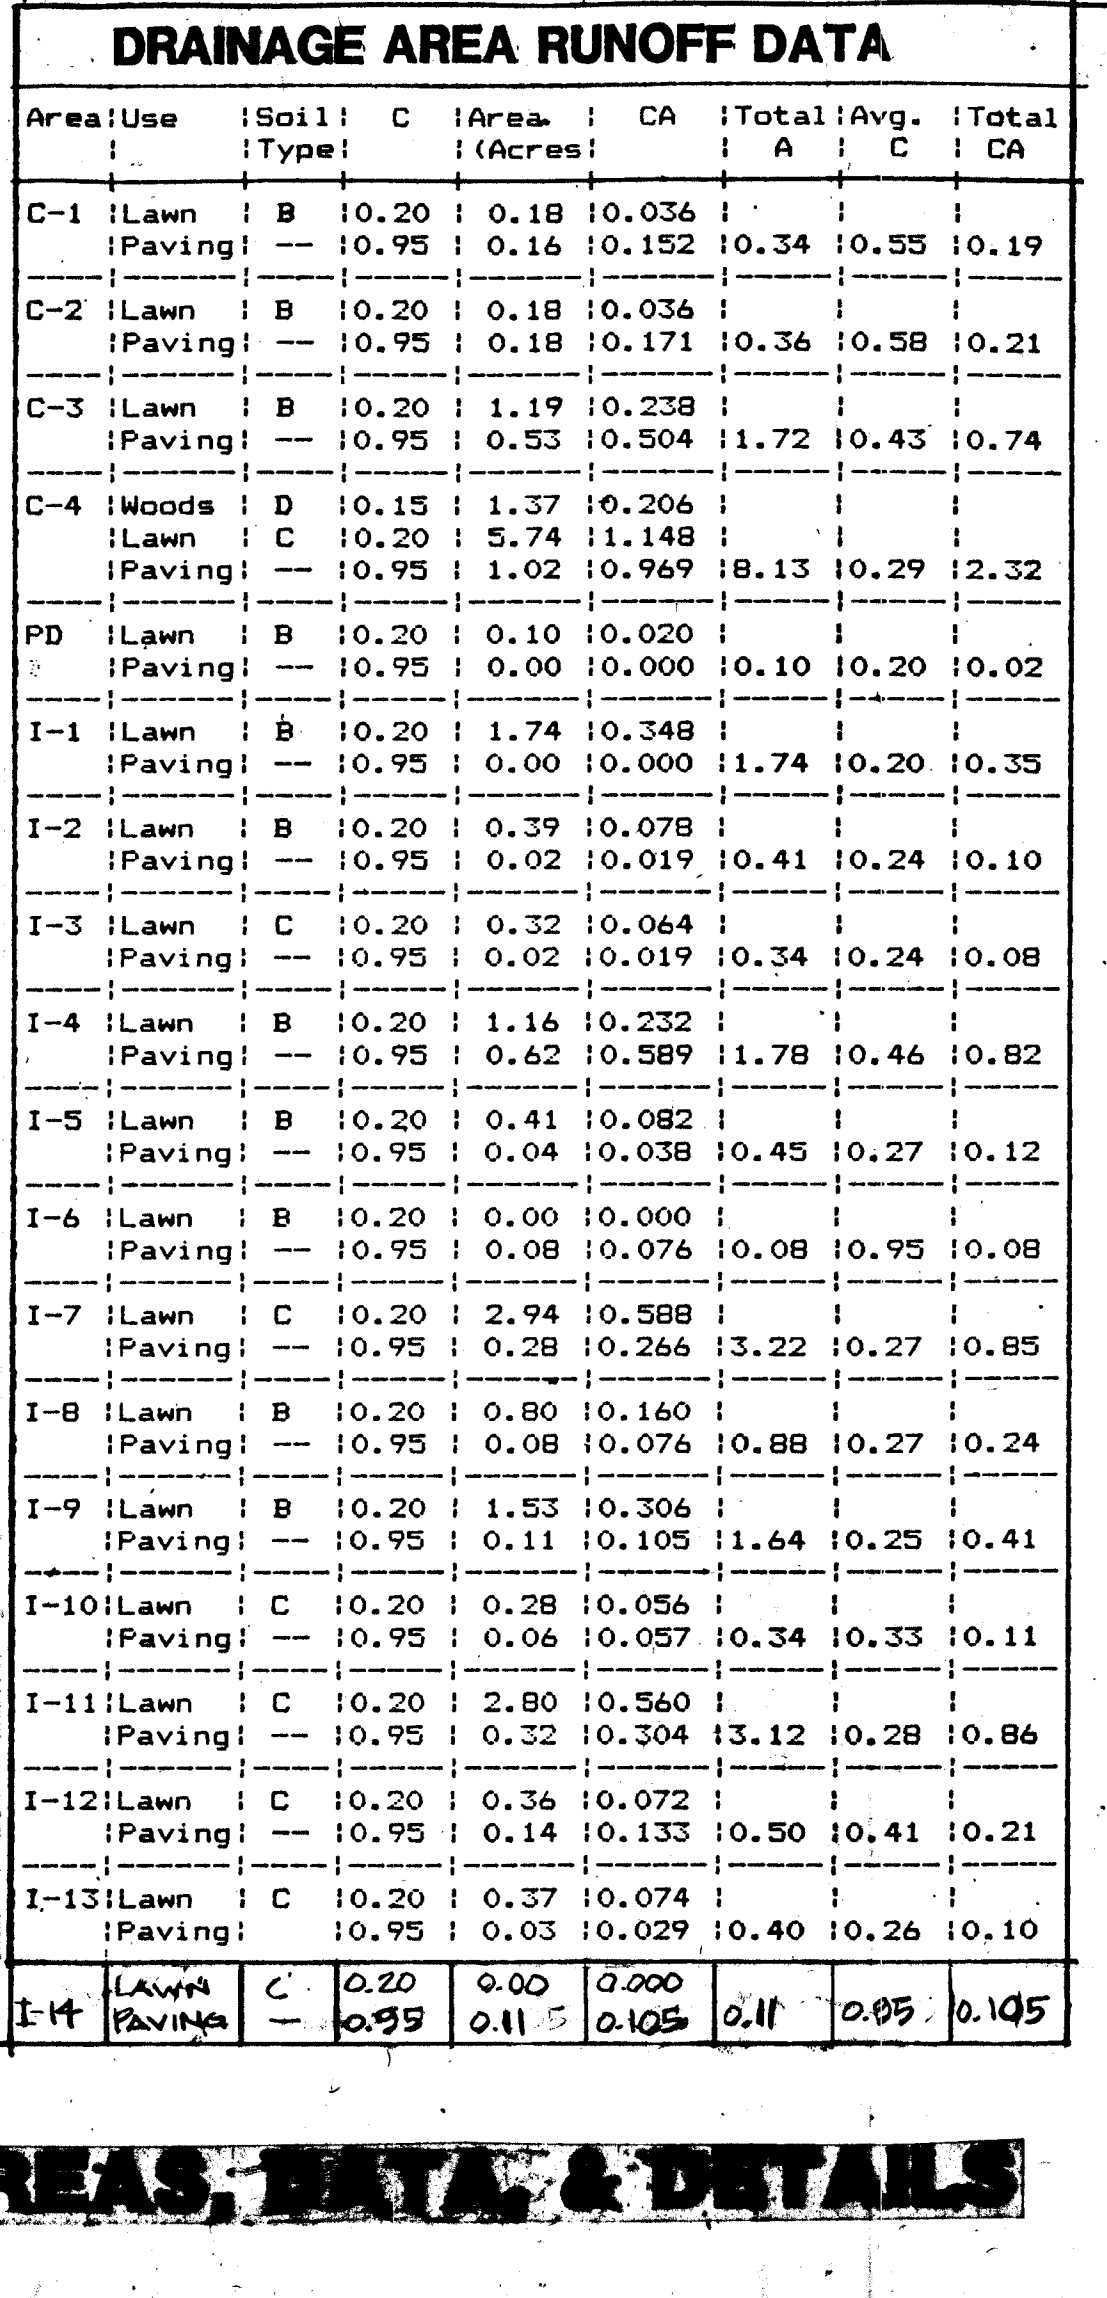 DRAINAGE AREA RUNOFF DATA
Area¦Use ¦Soil¦ C ¦Area ¦ CA ¦Total¦Avg. ¦Total
¦ ¦Type¦ ¦(Acres¦ ¦ A ¦ C ¦ CA
C-1 ¦Lawn ¦ B ¦0.20 ¦ 0.18 ¦0.036 ¦ ¦ ¦
¦Paving¦ -- ¦0.95 ¦ 0.16 ¦0.152 ¦0.34 ¦0.55 ¦0.19
C-2 ¦Lawn ¦ B ¦0.20 ¦ 0.18 ¦0.036 ¦ ¦ ¦
¦Paving¦ -- ¦0.95 ¦ 0.18 ¦0.171 ¦0.36 ¦0.58 ¦0.21
C-3 ¦Lawn ¦ B ¦0.20 ¦ 1.19 ¦0.238 ¦ ¦ ¦
¦Paving¦ -- ¦0.95 ¦ 0.53 ¦0.504 ¦1.72 ¦0.43 ¦0.74
C-4 ¦Woods ¦ D ¦0.15 ¦ 1.37 ¦0.206 ¦ ¦ ¦
¦Lawn ¦ C ¦0.20 ¦ 5.74 ¦1.148 ¦ ¦ ¦
¦Paving¦ -- ¦0.95 ¦ 1.02 ¦0.969 ¦8.13 ¦0.29 ¦2.32
PD ¦Lawn ¦ B ¦0.20 ¦ 0.10 ¦0.020 ¦ ¦ ¦
¦Paving¦ -- ¦0.95 ¦ 0.00 ¦0.000 ¦0.10 ¦0.20 ¦0.02
I-1 ¦Lawn ¦ B ¦0.20 ¦ 1.74 ¦0.348 ¦ ¦ ¦
¦Paving¦ -- ¦0.95 ¦ 0.00 ¦0.000 ¦1.74 ¦0.20 ¦0.35
I-2 ¦Lawn ¦ B ¦0.20 ¦ 0.39 ¦0.078 ¦ ¦ ¦
¦Paving¦ -- ¦0.95 ¦ 0.02 ¦0.019 ¦0.41 ¦0.24 ¦0.10
I-3 ¦Lawn ¦ C ¦0.20 ¦ 0.32 ¦0.064 ¦ ¦ ¦
¦Paving¦ -- ¦0.95 ¦ 0.02 ¦0.019 ¦0.34 ¦0.24 ¦0.08
I-4 ¦Lawn ¦ B ¦0.20 ¦ 1.16 ¦0.232 ¦ ¦ ¦
¦Paving¦ -- ¦0.95 ¦ 0.62 ¦0.589 ¦1.78 ¦0.46 ¦0.82
I-5 ¦Lawn ¦ B ¦0.20 ¦ 0.41 ¦0.082 ¦ ¦ ¦
¦Paving¦ -- ¦0.95 ¦ 0.04 ¦0.038 ¦0.45 ¦0.27 ¦0.12
I-6 ¦Lawn ¦ B ¦0.20 ¦ 0.00 ¦0.000 ¦ ¦ ¦
¦Paving¦ -- ¦0.95 ¦ 0.08 ¦0.076 ¦0.08 ¦0.95 ¦0.08
I-7 ¦Lawn ¦ C ¦0.20 ¦ 2.94 ¦0.588 ¦ ¦ ¦
¦Paving¦ -- ¦0.95 ¦ 0.28 ¦0.266 ¦3.22 ¦0.27 ¦0.85
I-8 ¦Lawn ¦ B ¦0.20 ¦ 0.80 ¦0.160 ¦ ¦ ¦
¦Paving¦ -- ¦0.95 ¦ 0.08 ¦0.076 ¦0.88 ¦0.27 ¦0.24
I-9 ¦Lawn ¦ B ¦0.20 ¦ 1.53 ¦0.306 ¦ ¦ ¦
¦Paving¦ -- ¦0.95 ¦ 0.11 ¦0.105 ¦1.64 ¦0.25 ¦0.41
I-10¦Lawn ¦ C ¦0.20 ¦ 0.28 ¦0.056 ¦ ¦ ¦
¦Paving¦ -- ¦0.95 ¦ 0.06 ¦0.057 ¦0.34 ¦0.33 ¦0.11
I-11¦Lawn ¦ C ¦0.20 ¦ 2.80 ¦0.560 ¦ ¦ ¦
¦Paving¦ -- ¦0.95 ¦ 0.32 ¦0.304 ¦3.12 ¦0.28 ¦0.86
I-12¦Lawn ¦ C ¦0.20 ¦ 0.36 ¦0.072 ¦ ¦ ¦
¦Paving¦ -- ¦0.95 ¦ 0.14 ¦0.133 ¦0.50 ¦0.41 ¦0.21
I-13¦Lawn ¦ C ¦0.20 ¦ 0.37 ¦0.074 ¦ ¦ ¦
¦Paving¦ ¦0.95 ¦ 0.03 ¦0.029 ¦0.40 ¦0.26 ¦0.10
LAWN C 0.20 0.00 0.000
I-14 PAVING — 0.95 0.11 0.105 0.11 0.95 0.105
REAS, DATA, & DETAILS